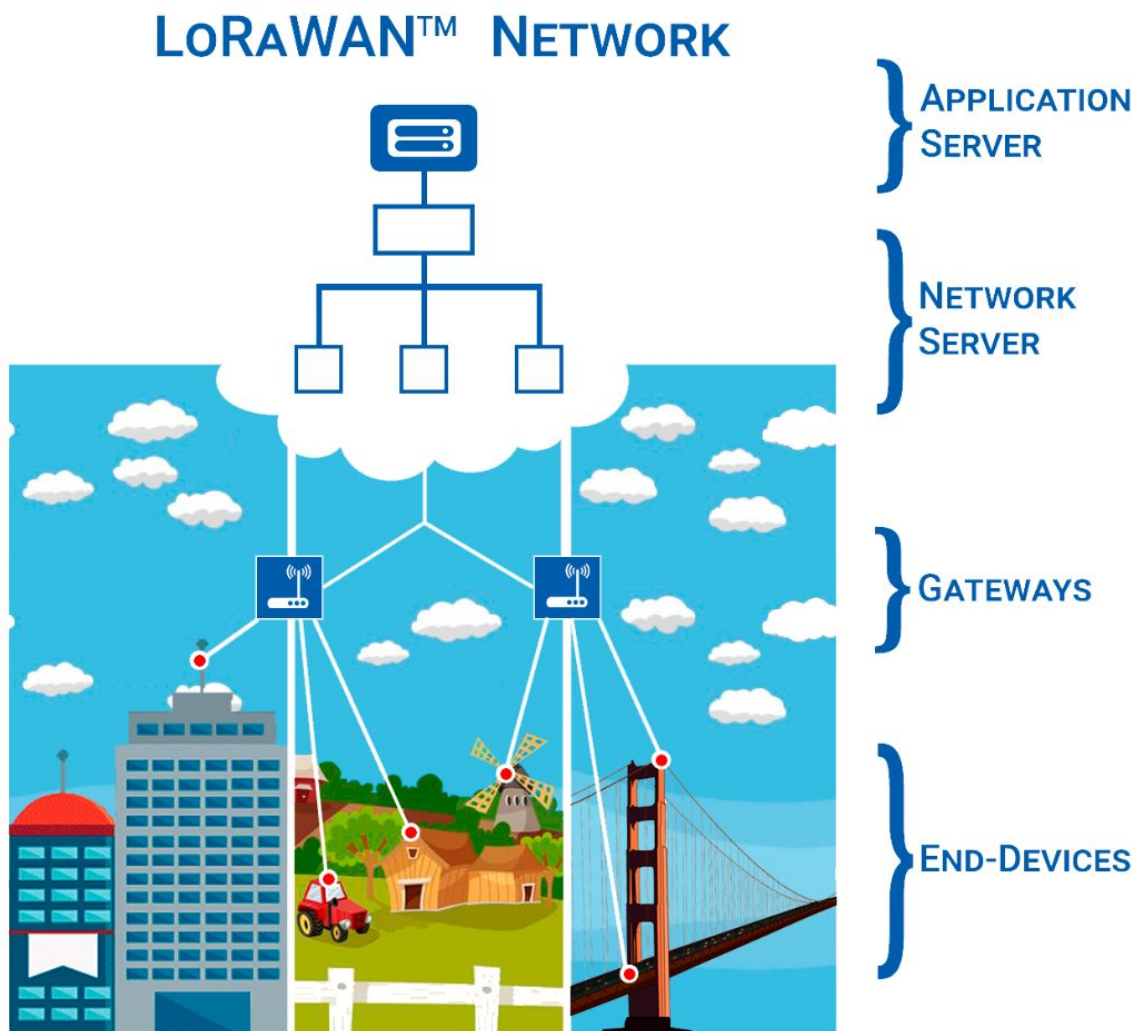 LoRaWAN™ Network
Application
Server
Network
Server
Gateways
End-Devices